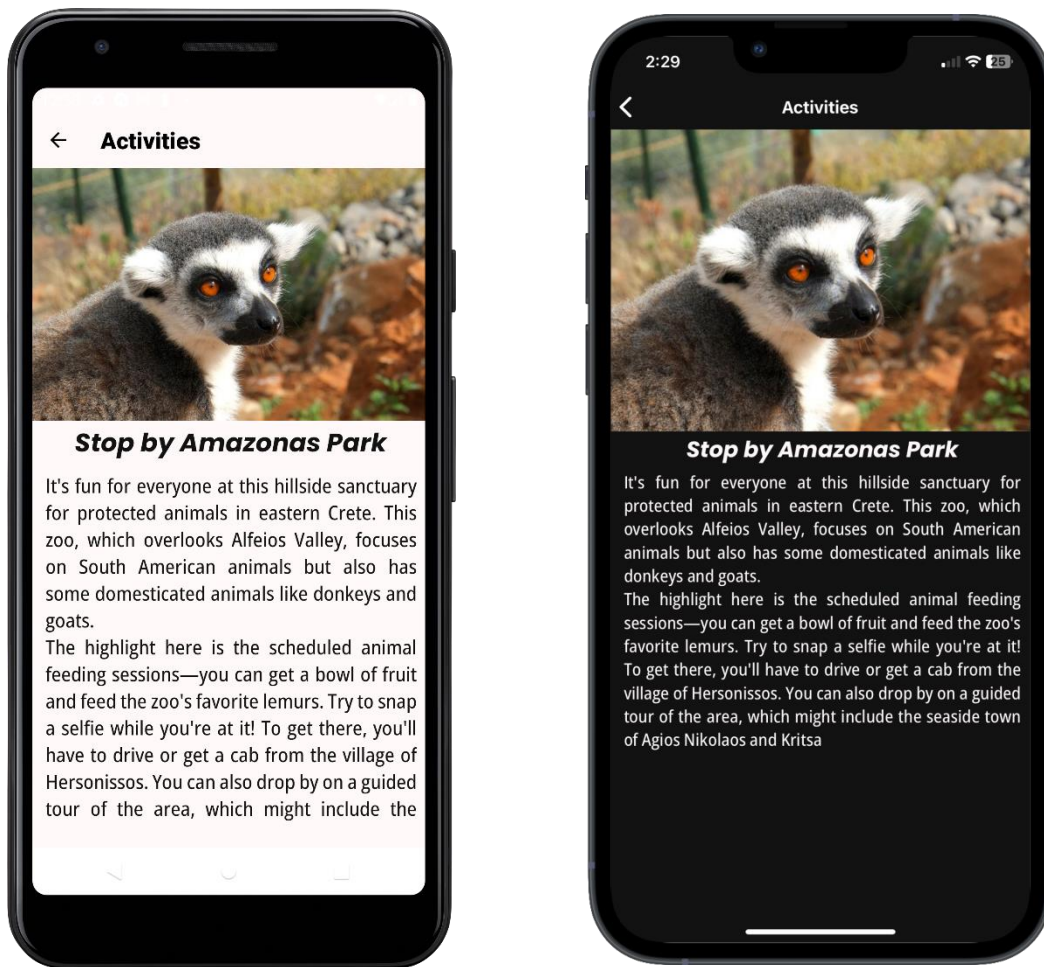 Activities
Stop by Amazonas Park
It's fun for everyone at this hillside sanctuary
for protected animals in eastern Crete. This
zoo, which overlooks Alfeios Valley, focuses
on South American animals but also has
some domesticated animals like donkeys and
goats.
The highlight here is the scheduled animal
feeding sessions—you can get a bowl of fruit
and feed the zoo's favorite lemurs. Try to snap
a selfie while you're at it! To get there, you'll
have to drive or get a cab from the village of
Hersonissos. You can also drop by on a guided
tour of the area, which might include the
2:29
25
Activities
Stop by Amazonas Park
It's fun for everyone at this hillside sanctuary for
protected animals in eastern Crete. This zoo, which
overlooks Alfeios Valley, focuses on South American
animals but also has some domesticated animals like
donkeys and goats.
The highlight here is the scheduled animal feeding
sessions—you can get a bowl of fruit and feed the zoo's
favorite lemurs. Try to snap a selfie while you're at it!
To get there, you'll have to drive or get a cab from the
village of Hersonissos. You can also drop by on a guided
tour of the area, which might include the seaside town
of Agios Nikolaos and Kritsa